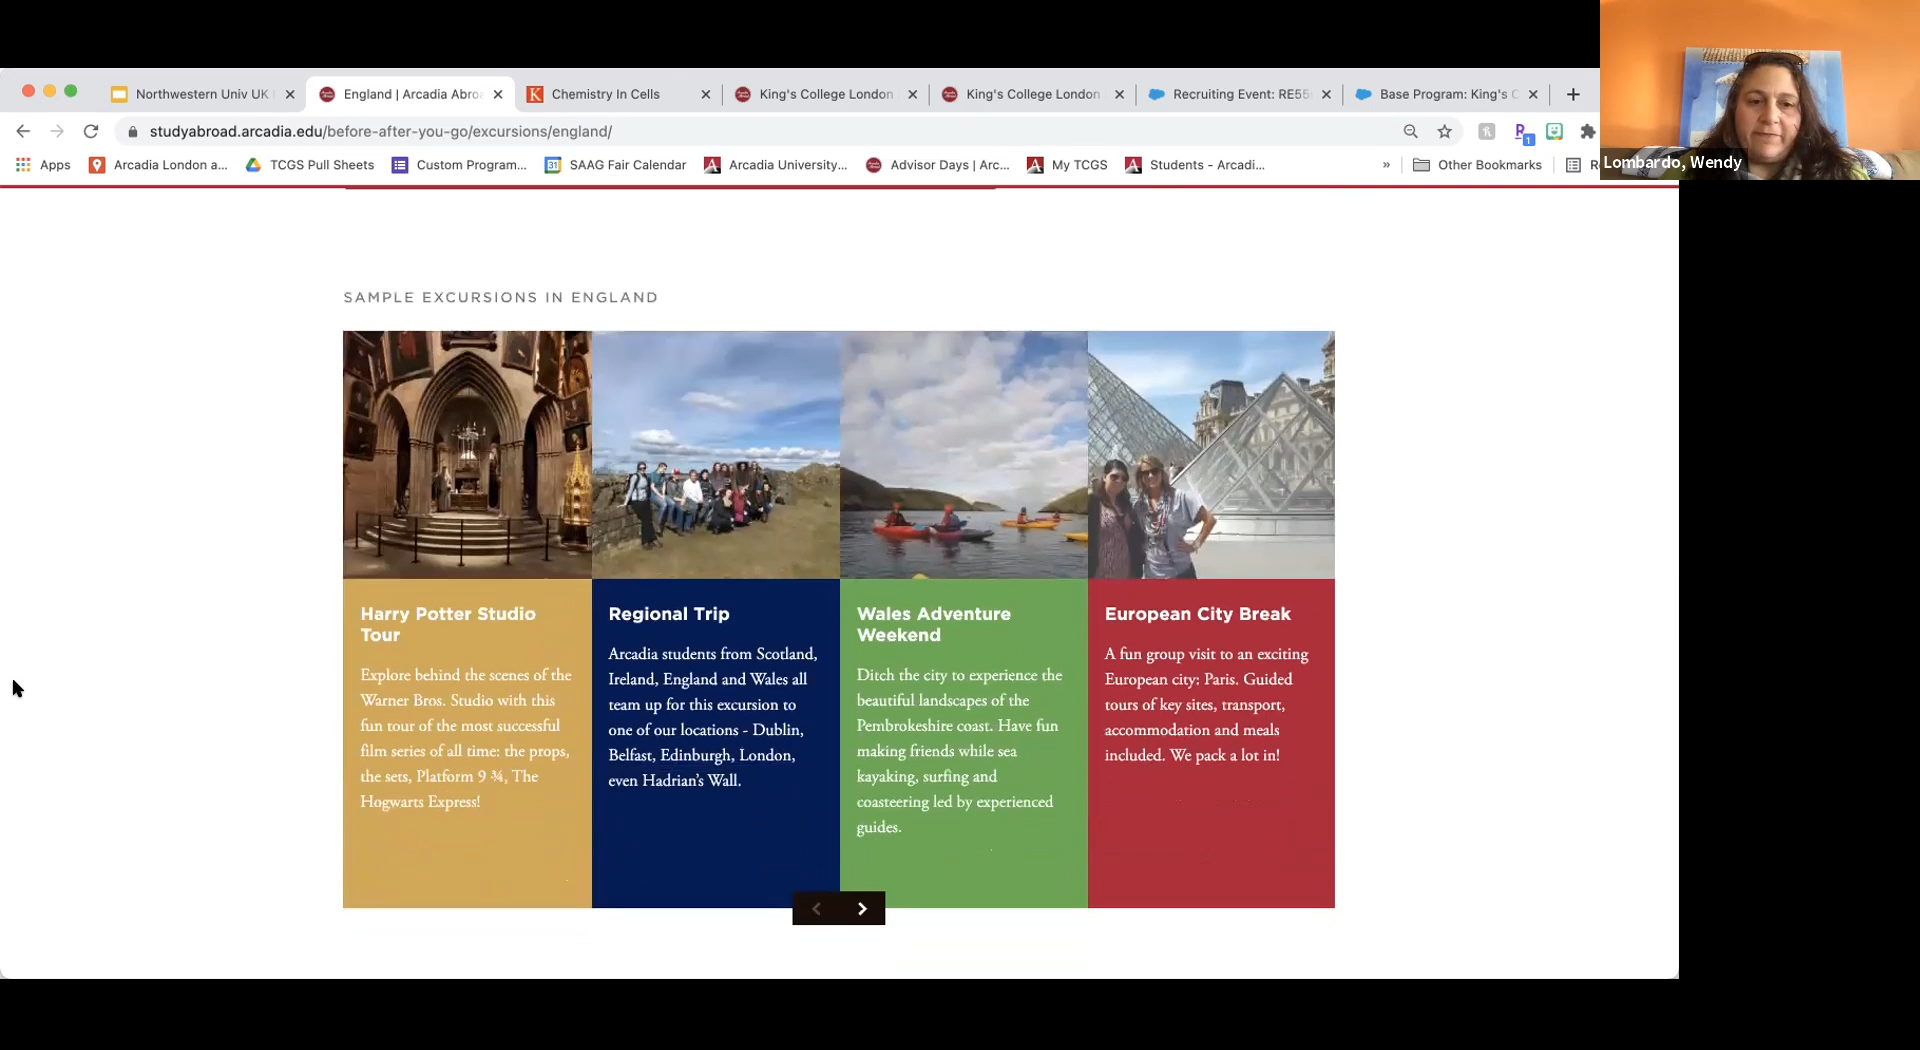 Northwestern Univ UK
England | Arcadia Abro
Chemistry In Cells
King's College London
King's College London
Recruiting Event: RE55
Base Program: King's C
studyabroad.arcadia.edu/before-after-you-go/excursions/england/
1
Apps
Arcadia London a...
TCGS Pull Sheets
Custom Program...
31
SAAG Fair Calendar
Arcadia University...
Advisor Days | Arc...
My TCGS
Students - Arcadi...
»
Other Bookmarks
Lombardo, Wendy
SAMPLE EXCURSIONS IN ENGLAND
Harry Potter Studio
Tour
Explore behind the scenes of the
Warner Bros. Studio with this
fun tour of the most successful
film series of all time: the props,
the sets, Platform 9 ¾, The
Hogwarts Express!
Regional Trip
Arcadia students from Scotland,
Ireland, England and Wales all
team up for this excursion to
one of our locations - Dublin,
Belfast, Edinburgh, London,
even Hadrian's Wall.
Wales Adventure
Weekend
Ditch the city to experience the
beautiful landscapes of the
Pembrokeshire coast. Have fun
making friends while sea
kayaking, surfing and
coasteering led by experienced
guides.
European City Break
A fun group visit to an exciting
European city: Paris. Guided
tours of key sites, transport,
accommodation and meals
included. We pack a lot in!